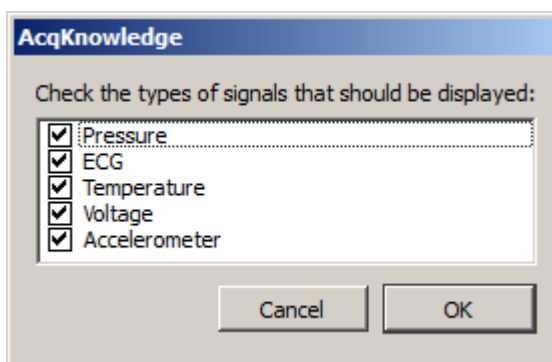 AcqKnowledge
Check the types of signals that should be displayed:
Pressure
ECG
Temperature
Voltage
Accelerometer
Cancel OK